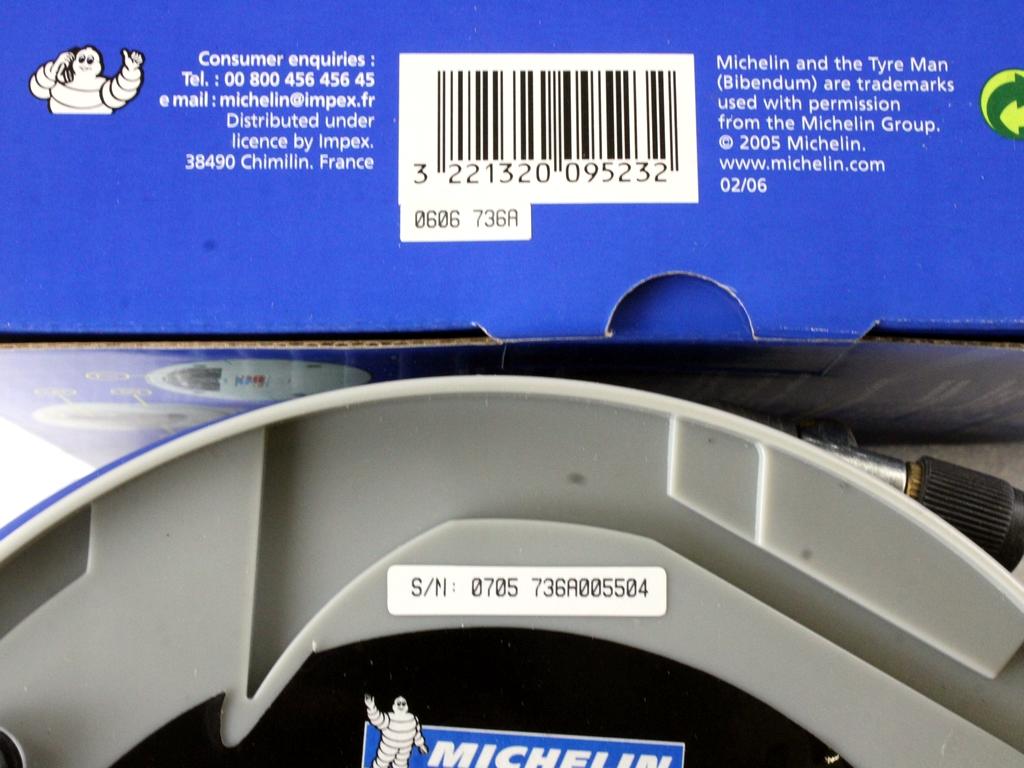 Consumer enquiries :
Tel. : 00 800 456 456 45
e mail : michelin@impex.fr
Distributed under
licence by Impex.
38490 Chimilin. France
3 221320 095232
0606 736A
Michelin and the Tyre Man
(Bibendum) are trademarks
used with permission
from the Michelin Group.
© 2005 Michelin.
www.michelin.com
02/06
S/N: 0705 736A005504
MICHELIN